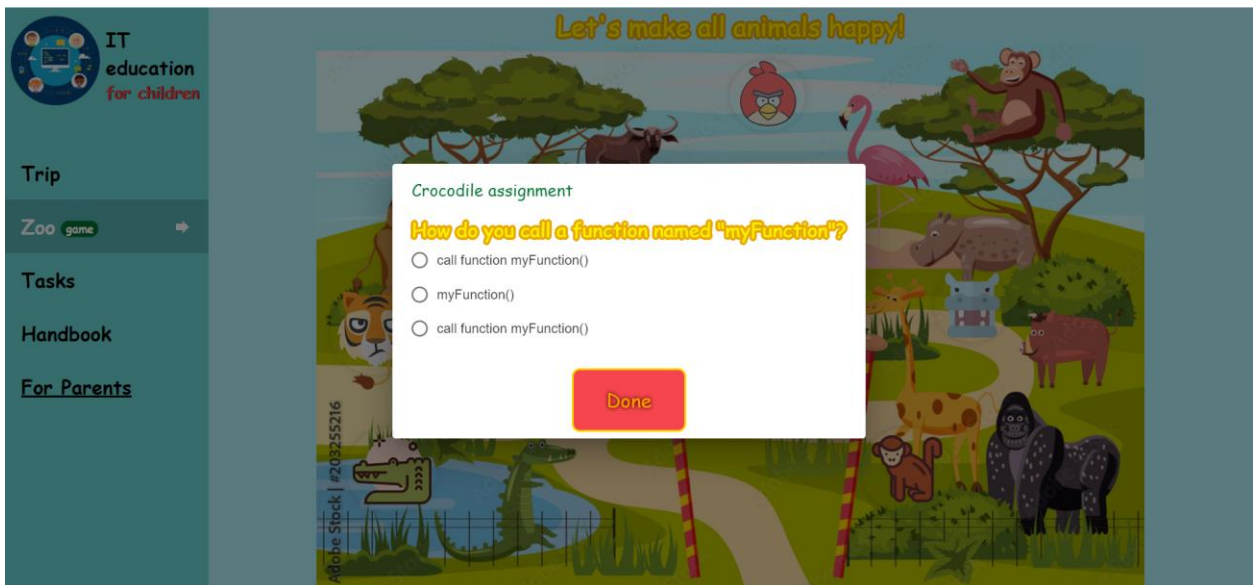 IT
education
for children
Let's make all animals happy!
Trip
Zoo game
Tasks
Handbook
For Parents
Crocodile assignment
How do you call a function named "myFunction"?
call function myFunction()
myFunction()
call function myFunction()
Done
Adobe Stock | #203255216